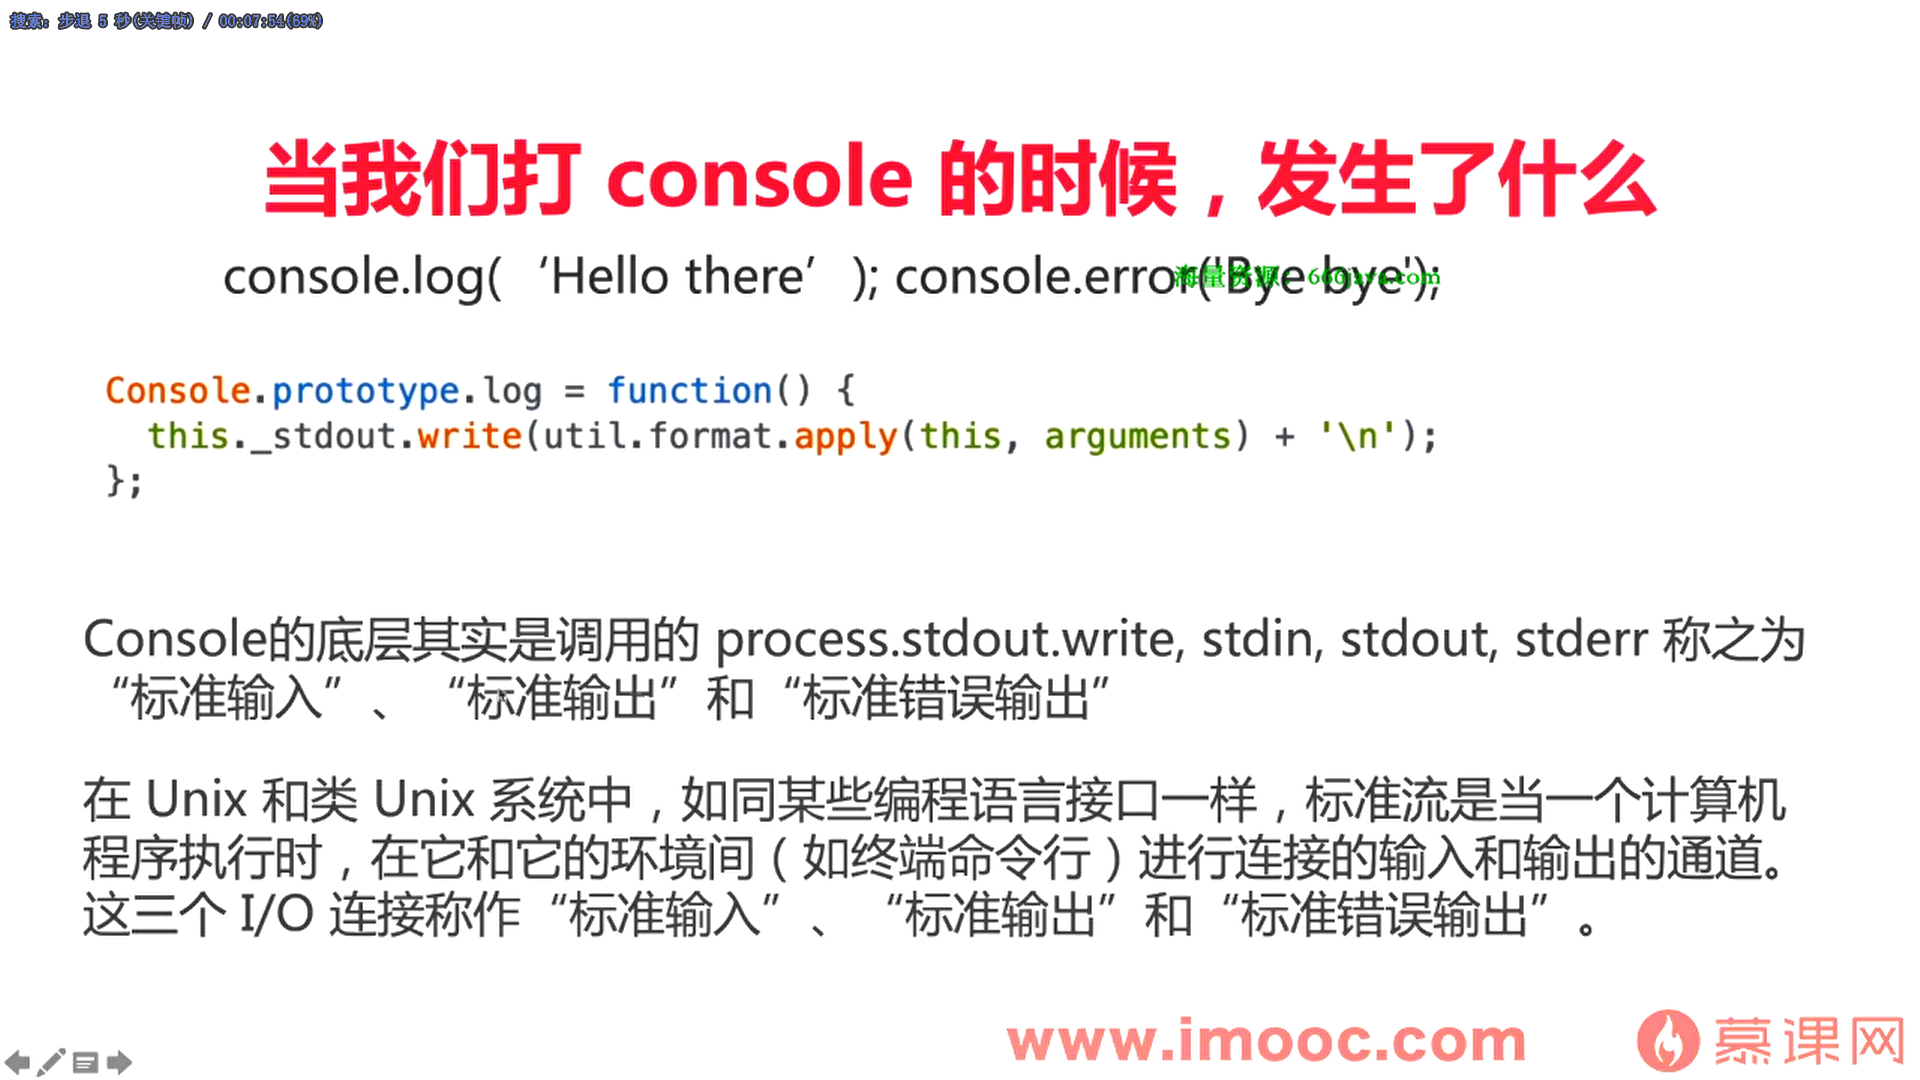 搜索: 步退 5 秒(关键帧) / 00:07:54(69%)
当我们打 console 的时候，发生了什么
console.log(‘Hello there’); console.error('Bye bye');
海量资源：666java.com
Console.prototype.log = function() {
this._stdout.write(util.format.apply(this, arguments) + '\n');
};
Console的底层其实是调用的 process.stdout.write, stdin, stdout, stderr 称之为
“标准输入”、“标准输出”和“标准错误输出”
在 Unix 和类 Unix 系统中，如同某些编程语言接口一样，标准流是当一个计算机
程序执行时，在它和它的环境间（如终端命令行）进行连接的输入和输出的通道。
这三个 I/O 连接称作“标准输入”、“标准输出”和“标准错误输出”。
www.imooc.com
慕课网